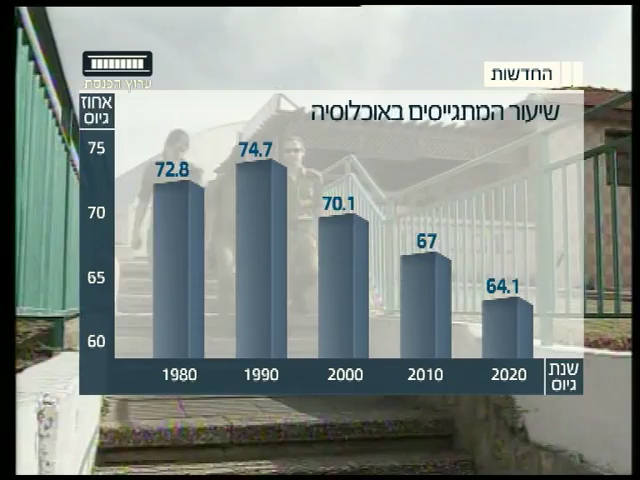 ערוץ הכנסת
החדשות
שיעור המתגייסים באוכלוסיה
אחוז
גיוס
75
70
65
60
72.8
74.7
70.1
67
64.1
1980
1990
2000
2010
2020
שנת
גיוס